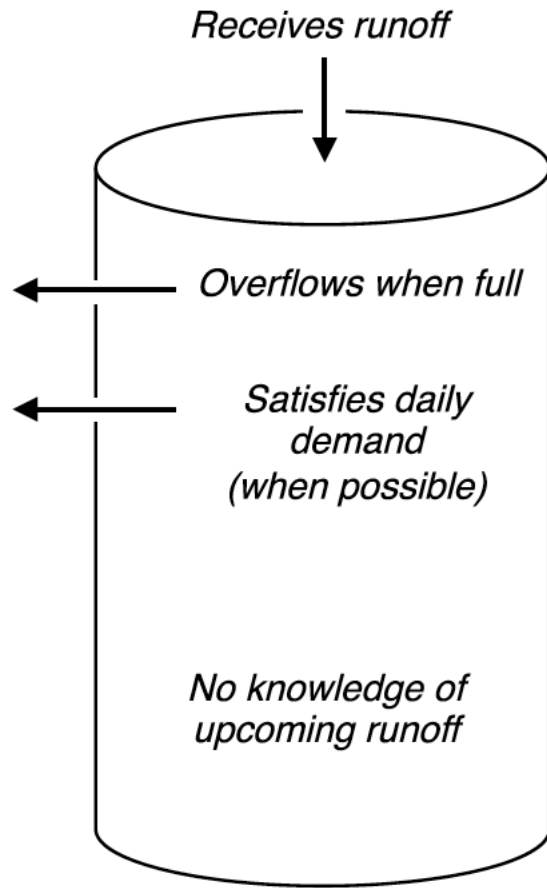 Receives runoff
Overflows when full
Satisfies daily
demand
(when possible)
No knowledge of
upcoming runoff